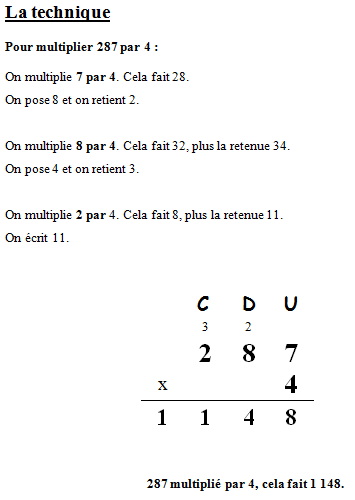 La technique
Pour multiplier 287 par 4 :
On multiplie 7 par 4. Cela fait 28.
On pose 8 et on retient 2.
On multiplie 8 par 4. Cela fait 32, plus la retenue 34.
On pose 4 et on retient 3.
On multiplie 2 par 4. Cela fait 8, plus la retenue 11.
On écrit 11.
C D U
3 2
2 8 7
x 4
1 1 4 8
287 multiplié par 4, cela fait 1 148.